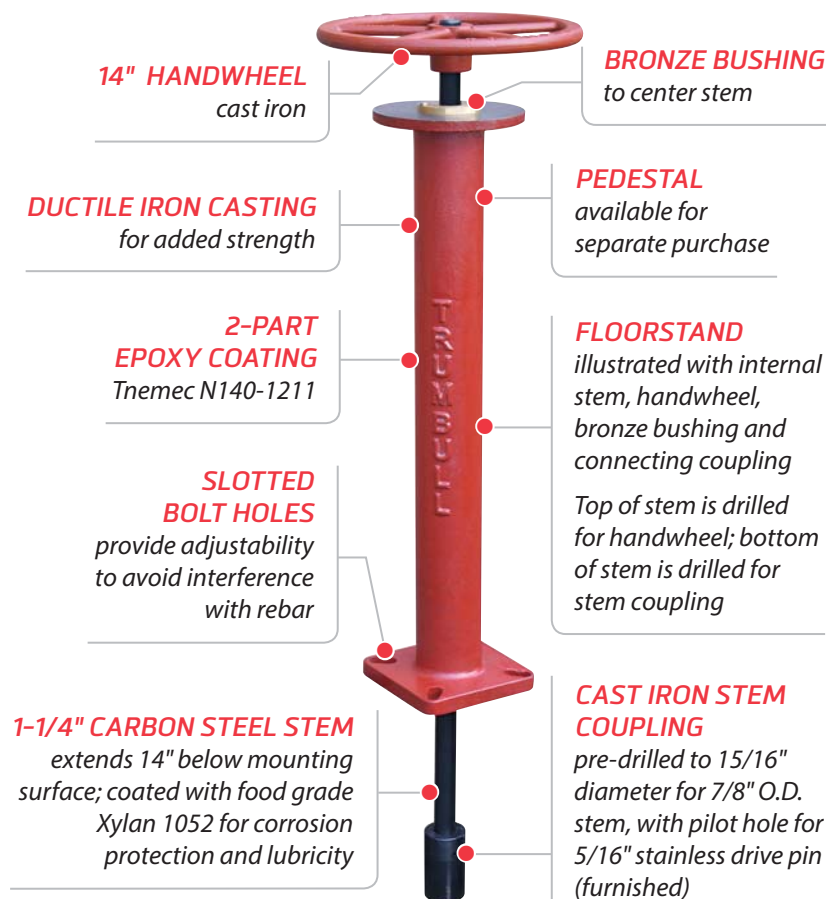 14" HANDWHEEL
cast iron
BRONZE BUSHING
to center stem
DUCTILE IRON CASTING
for added strength
PEDESTAL
available for
separate purchase
2-PART
EPOXY COATING
Tnemec N140-1211
FLOORSTAND
illustrated with internal
stem, handwheel,
bronze bushing and
connecting coupling
Top of stem is drilled
for handwheel; bottom
of stem is drilled for
stem coupling
TRUMBULL
SLOTTED
BOLT HOLES
provide adjustability
to avoid interference
with rebar
1-1/4" CARBON STEEL STEM
extends 14" below mounting
surface; coated with food grade
Xylan 1052 for corrosion
protection and lubricity
CAST IRON STEM
COUPLING
pre-drilled to 15/16"
diameter for 7/8" O.D.
stem, with pilot hole for
5/16" stainless drive pin
(furnished)